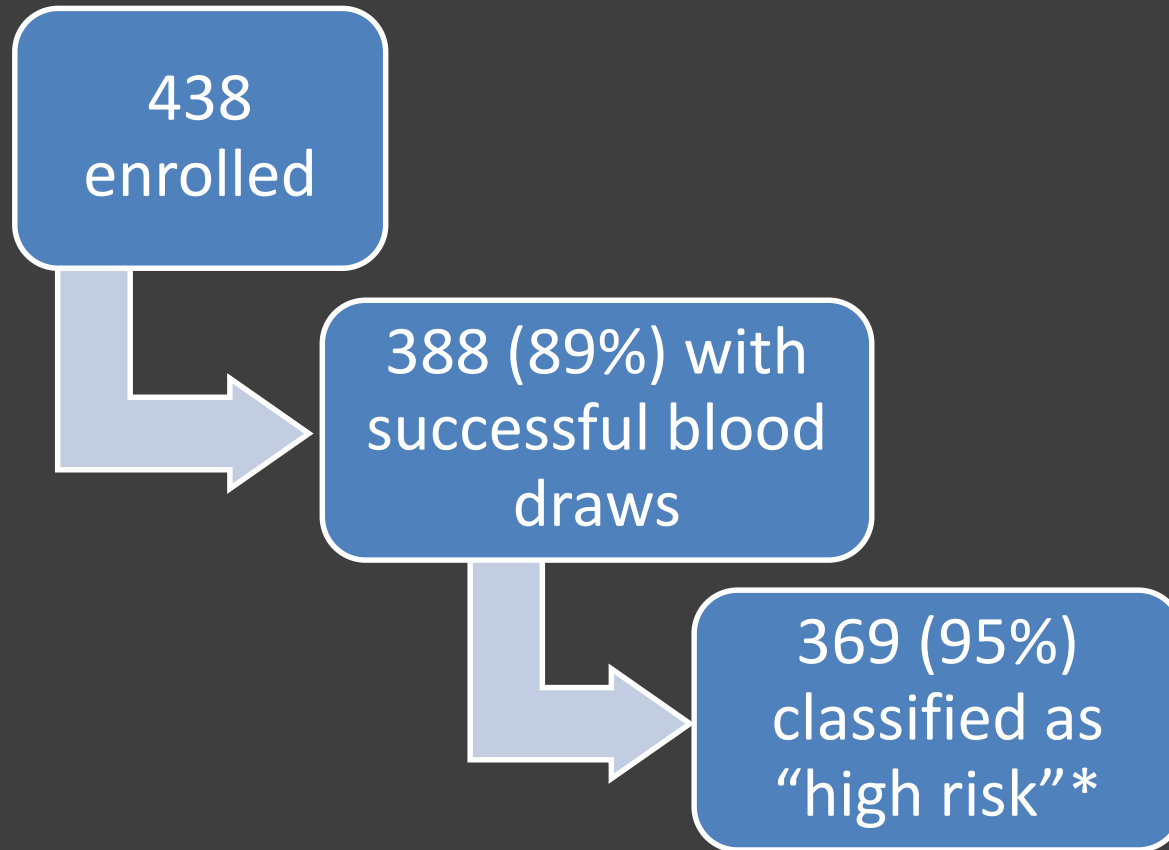 438
enrolled
388 (89%) with
successful blood
draws
369 (95%)
classified as
“high risk”*